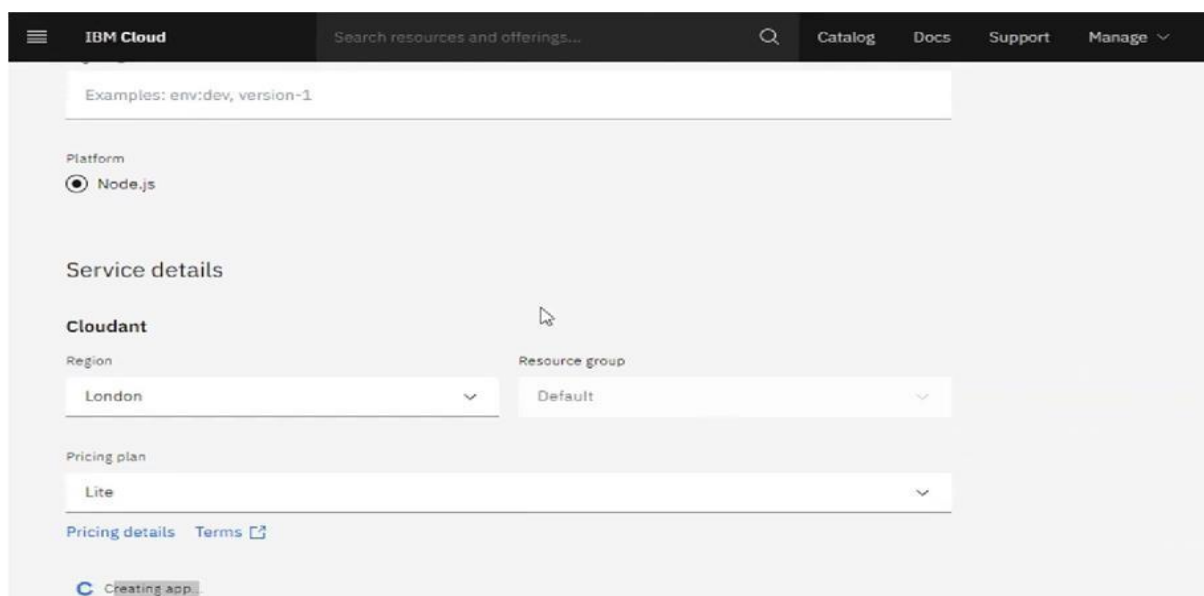 IBM Cloud Search resources and offerings... Catalog Docs Support Manage
Examples: env:dev, version-1
Platform
Node.js
Service details
Cloudant
Region Resource group
London Default
Pricing plan
Lite
Pricing details Terms
Creating app...